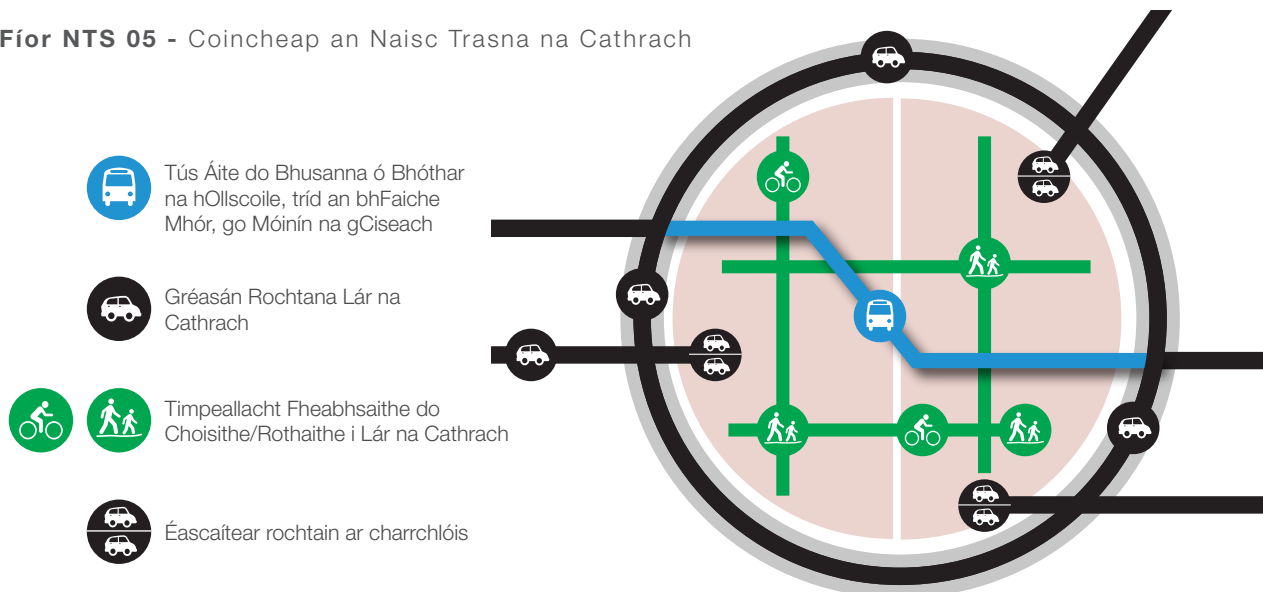 Fíor NTS 05 - Coincheap an Naisc Trasna na Cathrach
Tús Áite do Bhusanna ó Bhóthar
na hOllscoile, tríd an bhFaiche
Mhór, go Móinín na gCiseach
Gréasán Rochtana Lár na
Cathrach
Timpeallacht Fheabhsaithe do
Choisithe/Rothaithe i Lár na Cathrach
Éascaítear rochtain ar charrchlóis